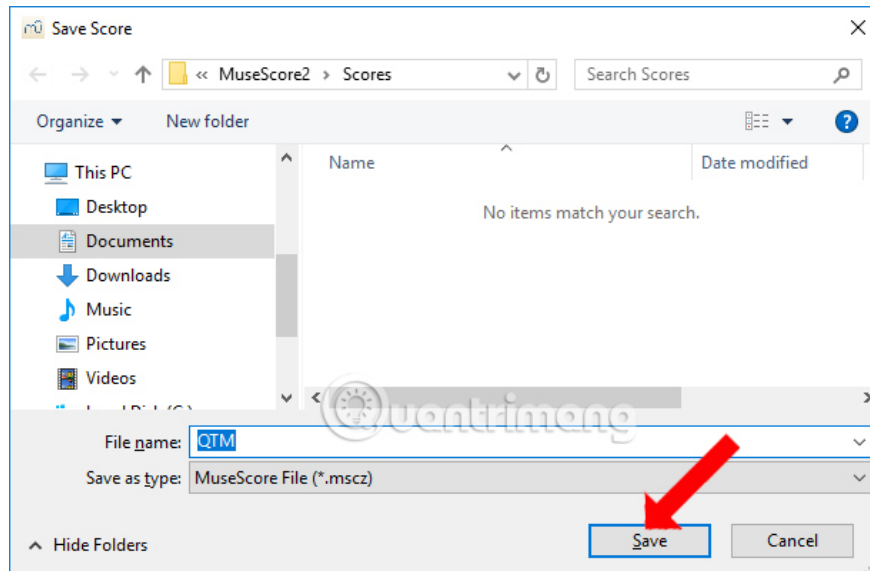 Save Score
« MuseScore2 › Scores
Search Scores
Organize
New folder
This PC
Desktop
Documents
Downloads
Music
Pictures
Videos
Name
Date modified
No items match your search.
uantrimang
File name: QTM
Save as type: MuseScore File (*.mscz)
Hide Folders
Save
Cancel